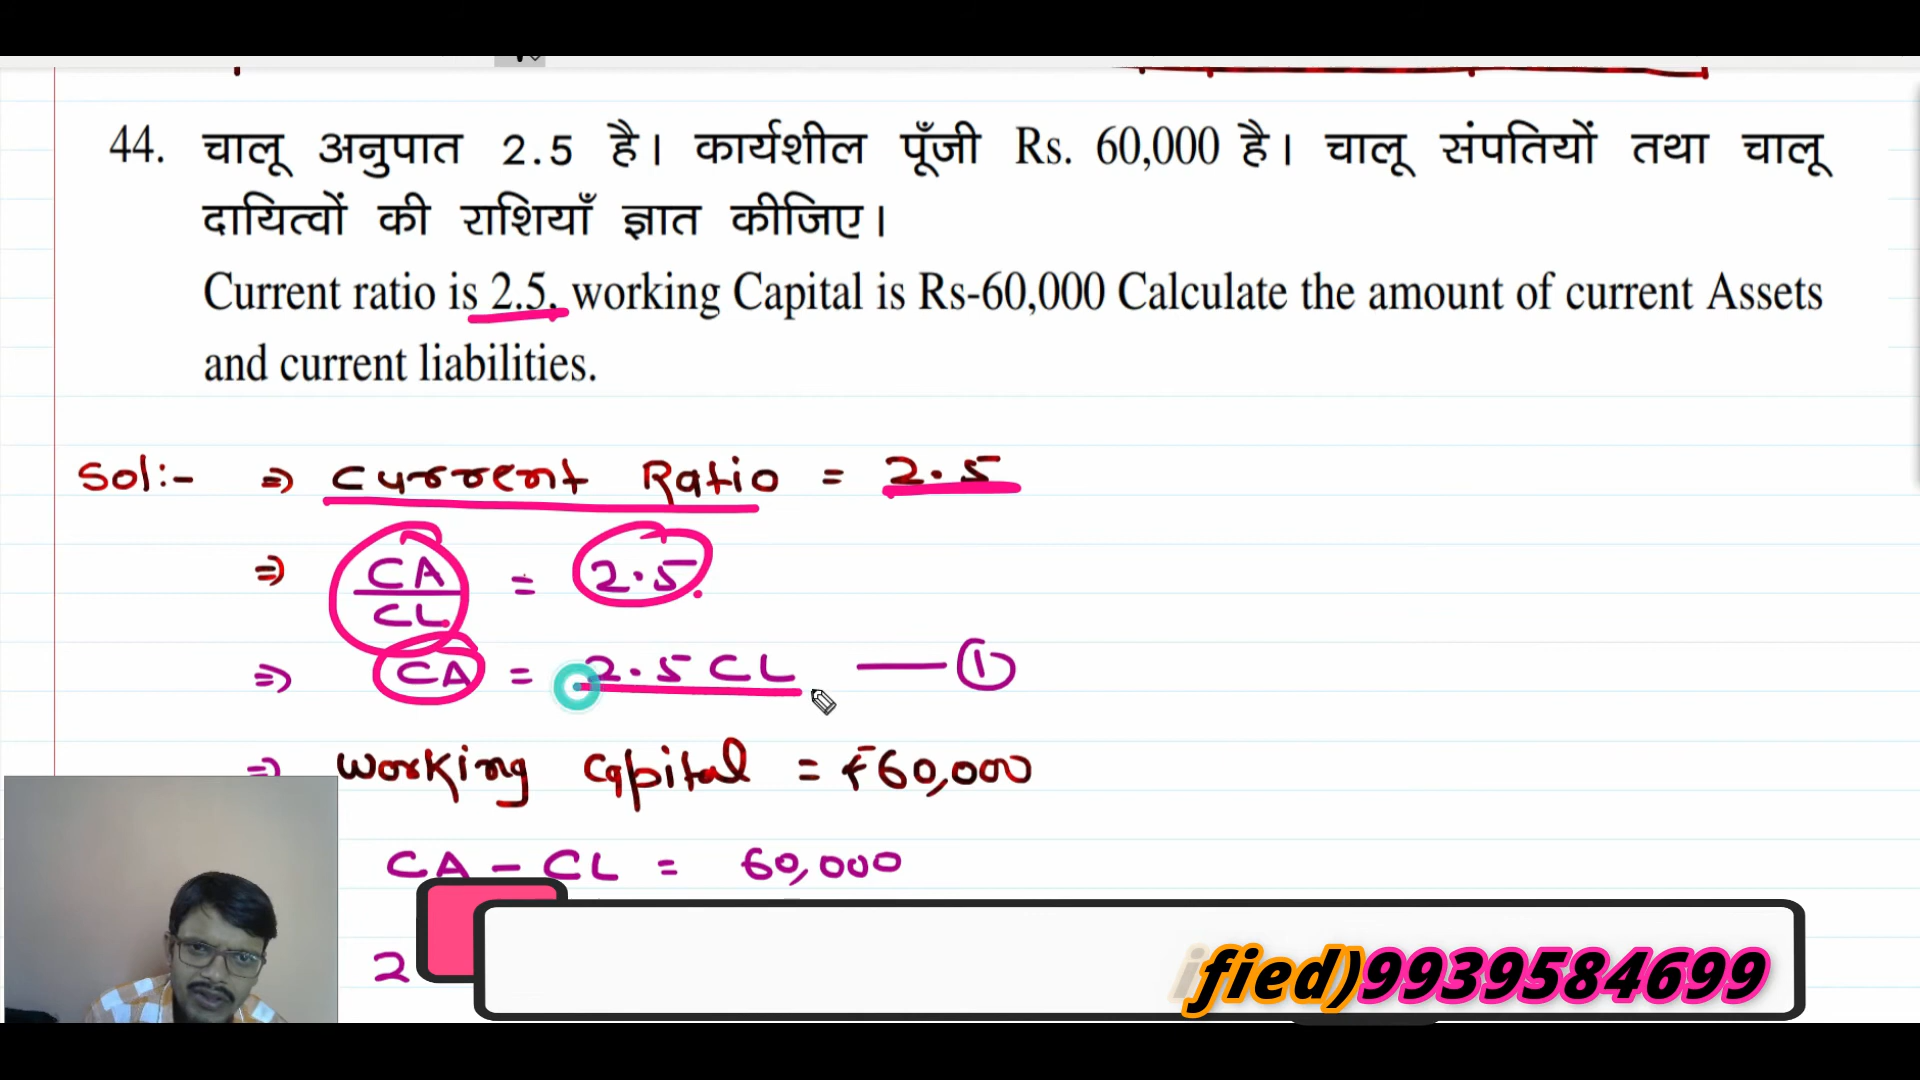 44. चालू अनुपात 2.5 है। कार्यशील पूँजी Rs. 60,000 है। चालू संपतियों तथा चालू
दायित्वों की राशियाँ ज्ञात कीजिए।
Current ratio is 2.5, working Capital is Rs-60,000 Calculate the amount of current Assets
and current liabilities.
Sol:- ⇒ Current Ratio = 2.5
⇒ CA/CL = 2.5
⇒ CA = 2.5 CL —— ①
⇒ Working Capital = ₹60,000
CA - CL = 60,000
2
ified)9939584699